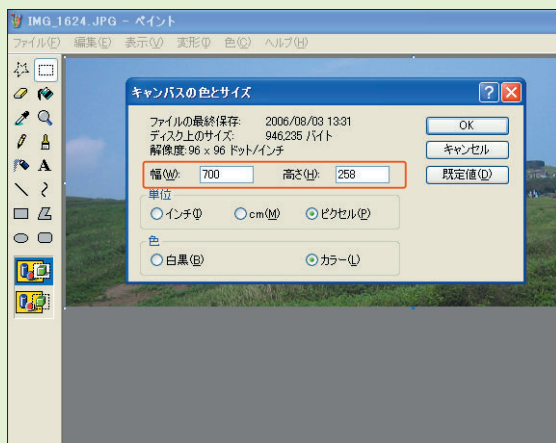 IMG_1624.JPG - ペイント
ファイル(F) 編集(E) 表示(V) 変形(I) 色(C) ヘルプ(H)
キャンバスの色とサイズ
ファイルの最終保存: 2006/08/03 13:31
ディスク上のサイズ: 946,235 バイト
解像度: 96 x 96 ドット/インチ
幅(W): 700 高さ(H): 258
単位
インチ(I) cm(M) ピクセル(P)
色
白黒(B) カラー(L)
OK
キャンセル
既定値(D)
A